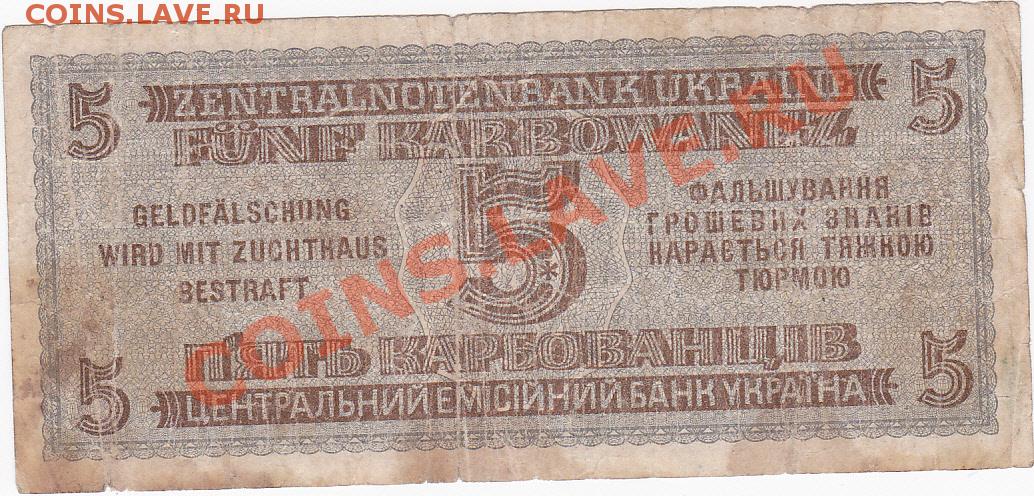 COINS.LAVE.RU
5 ZENTRALNOTENBANK UKRAINE 5
FÜNF KARBOWANEZ
5
GELDFÄLSCHUNG
WIRD MIT ZUCHTHAUS
BESTRAFT
ФАЛЬШУВАННЯ
ГРОШЕВИХ ЗНАКІВ
КАРАЄТЬСЯ ТЯЖКОЮ
ТЮРМОЮ
COINS.LAVE.RU
П'ЯТЬ КАРБОВАНЦІВ
5 ЦЕНТРАЛЬНИЙ ЕМІСІЙНИЙ БАНК УКРАЇНА 5